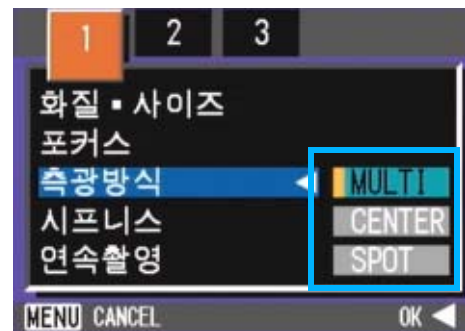 1 2 3
화질▪사이즈
포커스
측광방식 ◀ MULTI
시프니스 CENTER
연속촬영 SPOT
MENU CANCEL OK ◀